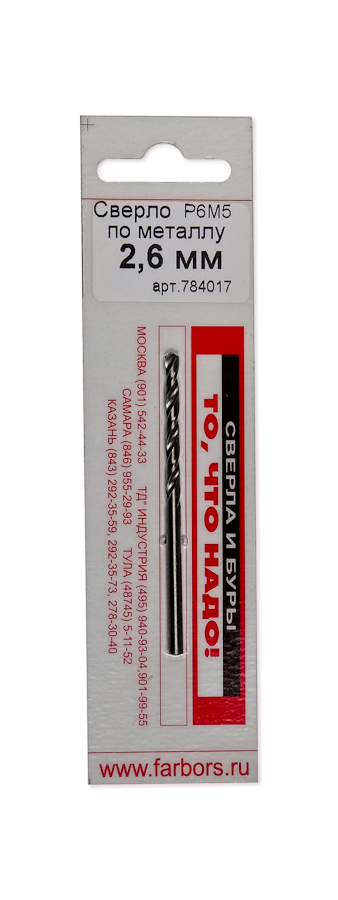 Сверло Р6М5
по металлу
2,6 мм
арт.784017
СВЕРЛА И БУРЫ
ТО, ЧТО НАДО!
МОСКВА (901) 542-44-33 ТД" ИНДУСТРИЯ (495) 940-93-04,901-99-55
САМАРА (846) 955-29-93 ТУЛА (48745) 5-11-52
КАЗАНЬ (843) 292-35-59, 292-35-73, 278-30-40
www.farbors.ru